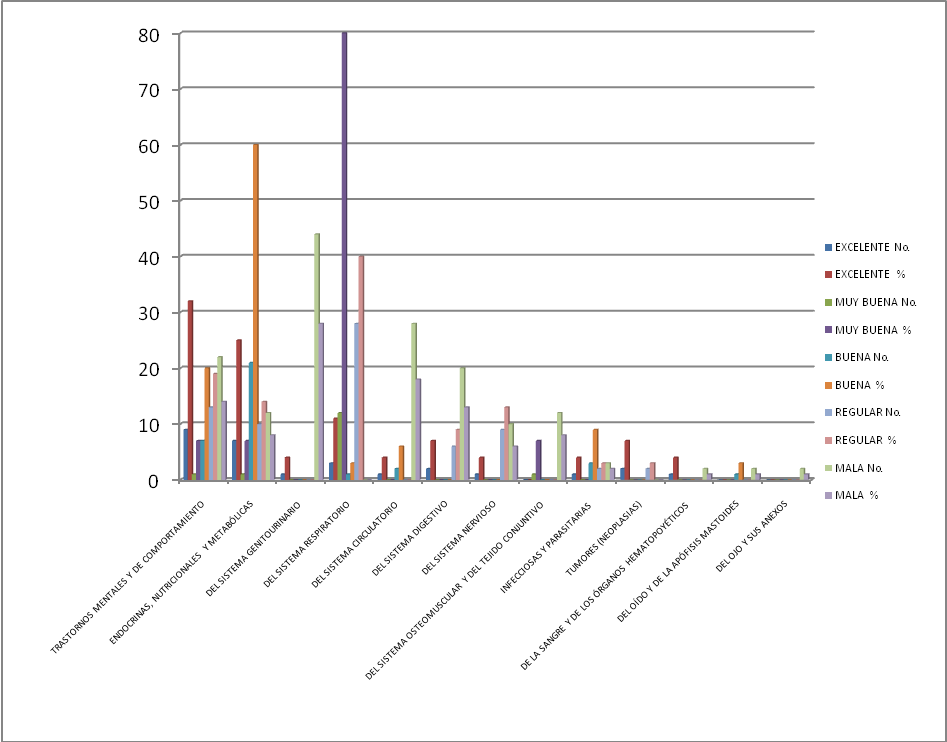 80
70
60
50
40
30
20
10
0
TRASTORNOS MENTALES Y DE COMPORTAMIENTO
ENDOCRINAS, NUTRICIONALES Y METABÓLICAS
DEL SISTEMA GENITOURINARIO
DEL SISTEMA RESPIRATORIO
DEL SISTEMA CIRCULATORIO
DEL SISTEMA DIGESTIVO
DEL SISTEMA NERVIOSO
DEL SISTEMA OSTEOMUSCULAR Y DEL TEJIDO CONJUNTIVO
INFECCIOSAS Y PARASITARIAS
TUMORES (NEOPLASIAS)
DE LA SANGRE Y DE LOS ÓRGANOS HEMATOPOYÉTICOS
DEL OÍDO Y DE LA APÓFISIS MASTOIDES
DEL OJO Y SUS ANEXOS
EXCELENTE No.
EXCELENTE %
MUY BUENA No.
MUY BUENA %
BUENA No.
BUENA %
REGULAR No.
REGULAR %
MALA No.
MALA %